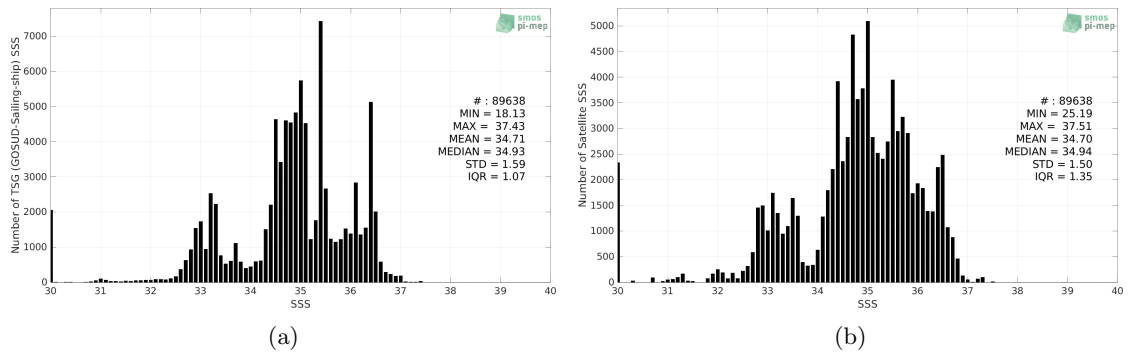 smos
pi-mep
Number of TSG (GOSUD-Sailing-ship) SSS
7000
6000
5000
4000
3000
2000
1000
0
# : 89638
MIN = 18.13
MAX = 37.43
MEAN = 34.71
MEDIAN = 34.93
STD = 1.59
IQR = 1.07
30 31 32 33 34 35 36 37 38 39 40
SSS
(a)
smos
pi-mep
Number of Satellite SSS
5000
4500
4000
3500
3000
2500
2000
1500
1000
500
0
# : 89638
MIN = 25.19
MAX = 37.51
MEAN = 34.70
MEDIAN = 34.94
STD = 1.50
IQR = 1.35
30 31 32 33 34 35 36 37 38 39 40
SSS
(b)